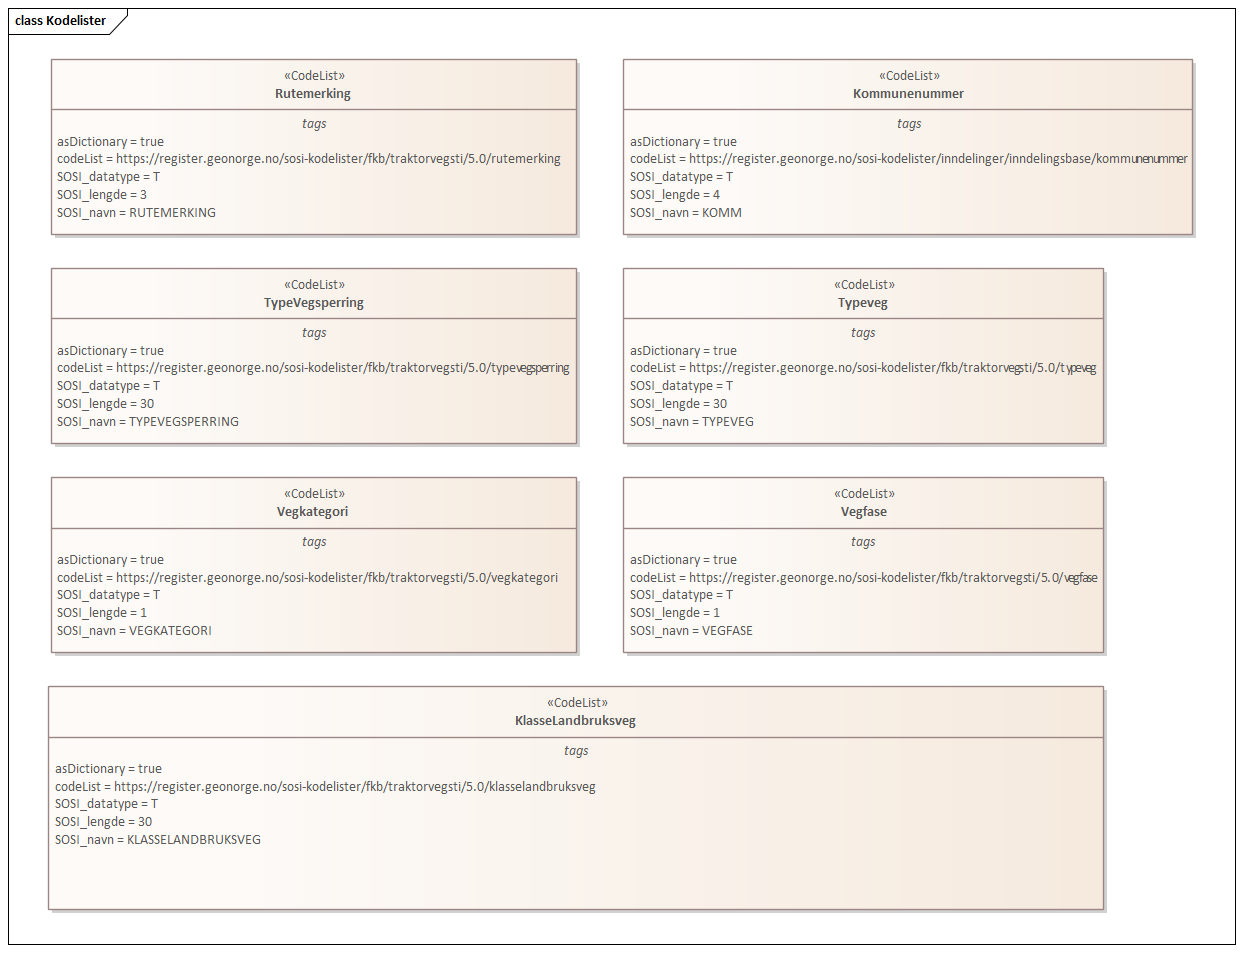 class Kodelister
«CodeList»
Rutemerking
tags
asDictionary = true
codeList = https://register.geonorge.no/sosi-kodelister/fkb/traktorvegsti/5.0/rutemerking
SOSI_datatype = T
SOSI_lengde = 3
SOSI_navn = RUTEMERKING
«CodeList»
Kommunenummer
tags
asDictionary = true
codeList = https://register.geonorge.no/sosi-kodelister/inndelinger/inndelingsbase/kommunenummer
SOSI_datatype = T
SOSI_lengde = 4
SOSI_navn = KOMM
«CodeList»
TypeVegsperring
tags
asDictionary = true
codeList = https://register.geonorge.no/sosi-kodelister/fkb/traktorvegsti/5.0/typevegsperring
SOSI_datatype = T
SOSI_lengde = 30
SOSI_navn = TYPEVEGSPERRING
«CodeList»
Typeveg
tags
asDictionary = true
codeList = https://register.geonorge.no/sosi-kodelister/fkb/traktorvegsti/5.0/typeveg
SOSI_datatype = T
SOSI_lengde = 30
SOSI_navn = TYPEVEG
«CodeList»
Vegkategori
tags
asDictionary = true
codeList = https://register.geonorge.no/sosi-kodelister/fkb/traktorvegsti/5.0/vegkategori
SOSI_datatype = T
SOSI_lengde = 1
SOSI_navn = VEGKATEGORI
«CodeList»
Vegfase
tags
asDictionary = true
codeList = https://register.geonorge.no/sosi-kodelister/fkb/traktorvegsti/5.0/vegfase
SOSI_datatype = T
SOSI_lengde = 1
SOSI_navn = VEGFASE
«CodeList»
KlasseLandbruksveg
tags
asDictionary = true
codeList = https://register.geonorge.no/sosi-kodelister/fkb/traktorvegsti/5.0/klasselandbruksveg
SOSI_datatype = T
SOSI_lengde = 30
SOSI_navn = KLASSELANDBRUKSVEG